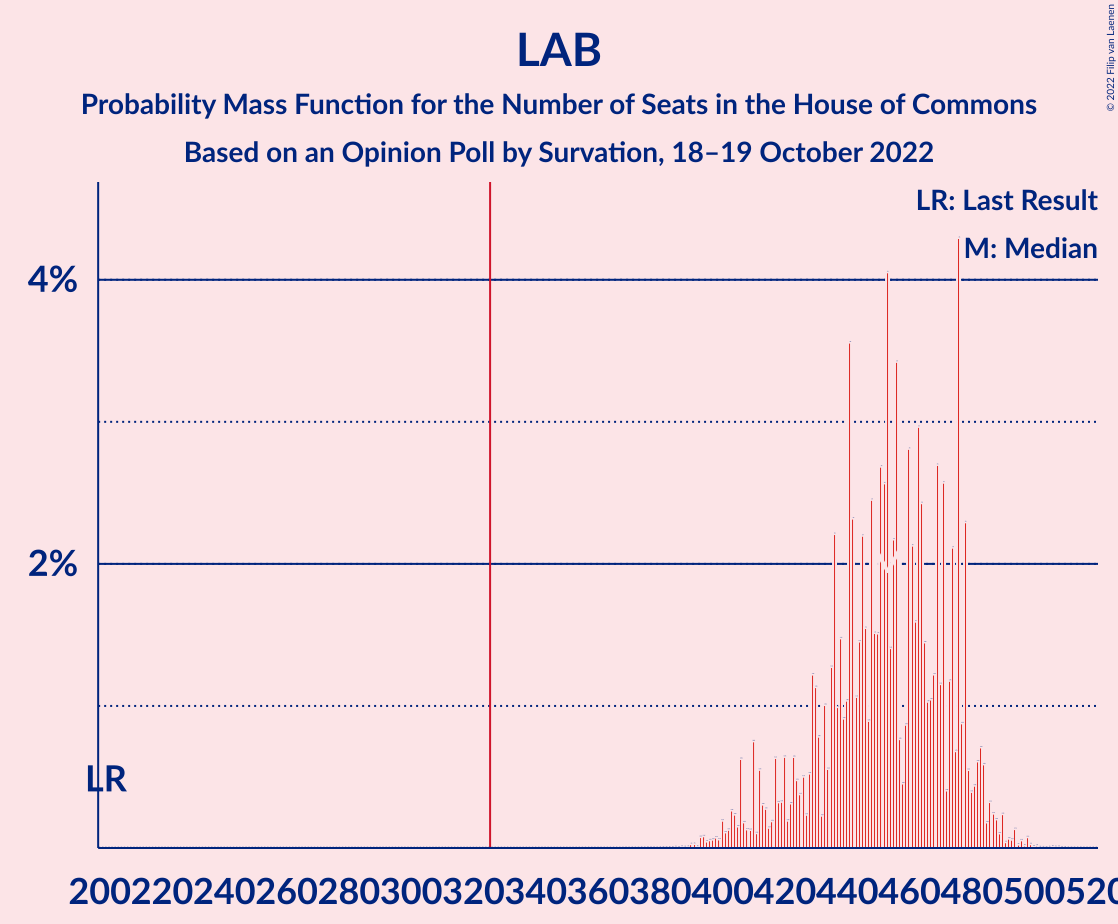 LAB
Probability Mass Function for the Number of Seats in the House of Commons
Based on an Opinion Poll by Survation, 18–19 October 2022
© 2022 Filip van Laenen
LR: Last Result
M: Median
4%
2%
LR
200220240260280300320340360380400420440460480500520